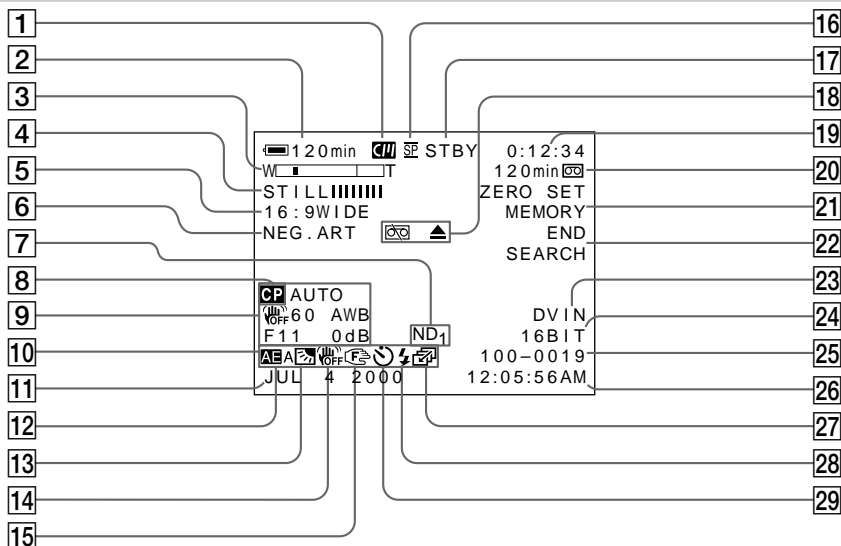 1
2
3
4
5
6
7
8
9
10
11
12
13
14
15
120min CM SP STBY 0:12:34
W T 120min
STILL ZERO SET
16:9WIDE MEMORY
NEG.ART END
SEARCH
CP AUTO
OFF 60 AWB DV IN
F11 0dB ND1 16BIT
AE A OFF F 100-0019
JUL 4 2000 12:05:56AM
16
17
18
19
20
21
22
23
24
25
26
27
28
29